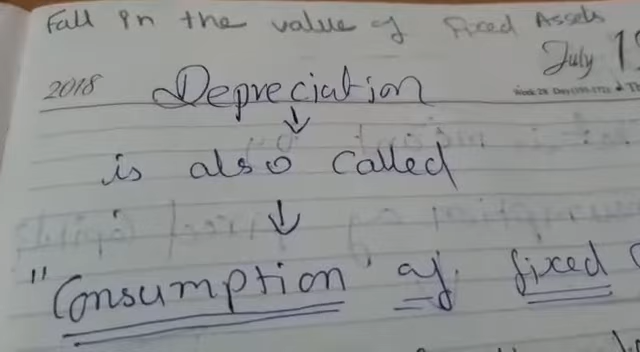 Fall in the value of Fixed Assets
July
2018 Depreciation
↓
is also called
↓
"Consumption" of fixed